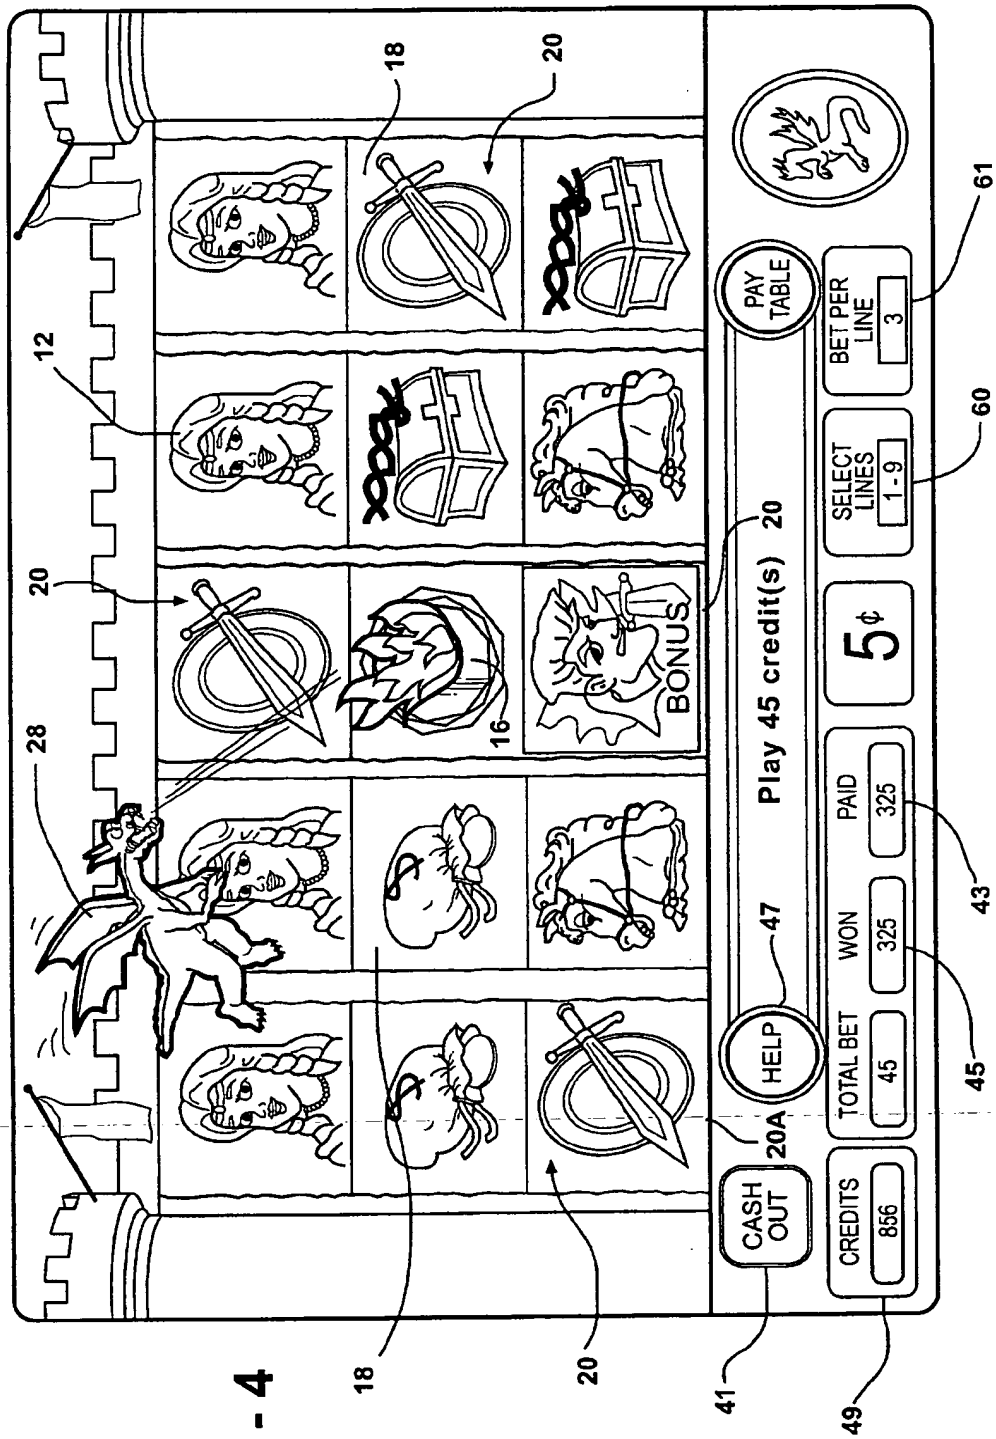 - 4
28
20
12
18
20
16
BONUS
18
20
41
CASH
OUT
20A
HELP
47
Play 45 credit(s)
20
PAY
TABLE
CREDITS
856
TOTAL BET
45
WON
325
PAID
325
5¢
SELECT
LINES
1-9
BET PER
LINE
3
49
45
43
60
61